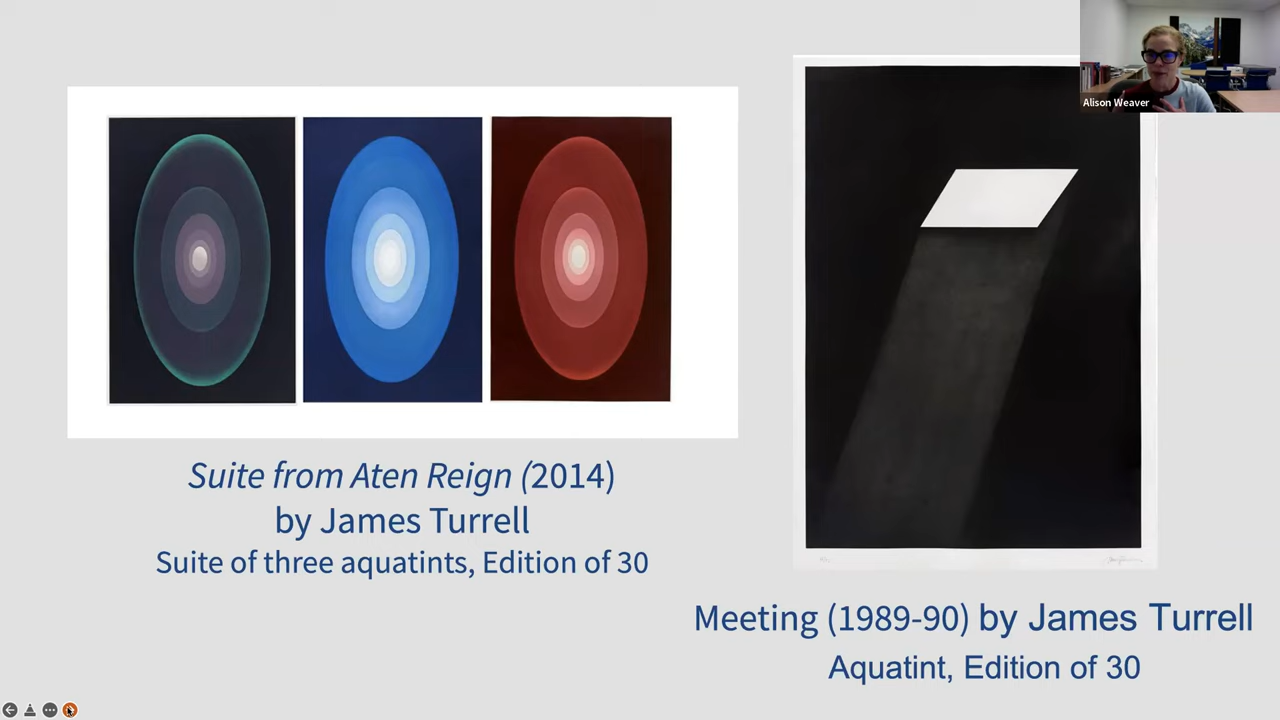 Alison Weaver
Suite from Aten Reign (2014)
by James Turrell
Suite of three aquatints, Edition of 30
Meeting (1989-90) by James Turrell
Aquatint, Edition of 30